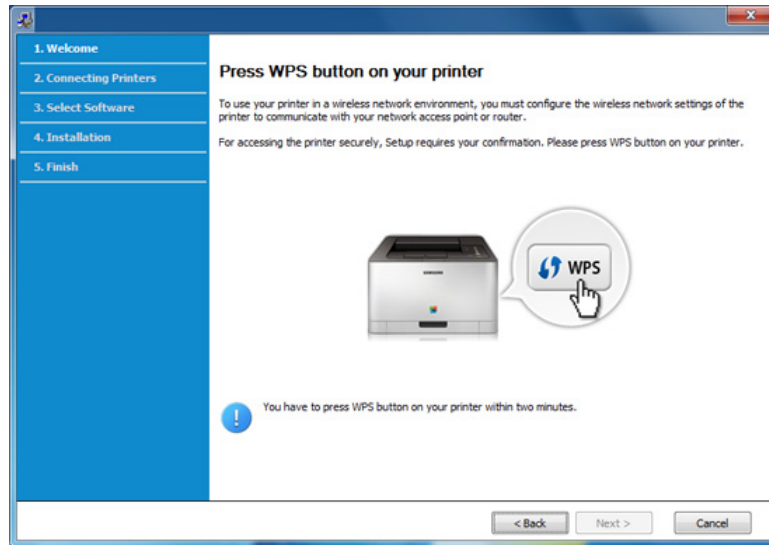 1. Welcome
2. Connecting Printers
3. Select Software
4. Installation
5. Finish
Press WPS button on your printer
To use your printer in a wireless network environment, you must configure the wireless network settings of the
printer to communicate with your network access point or router.
For accessing the printer securely, Setup requires your confirmation. Please press WPS button on your printer.
SAMSUNG
WPS
You have to press WPS button on your printer within two minutes.
< Back
Next >
Cancel